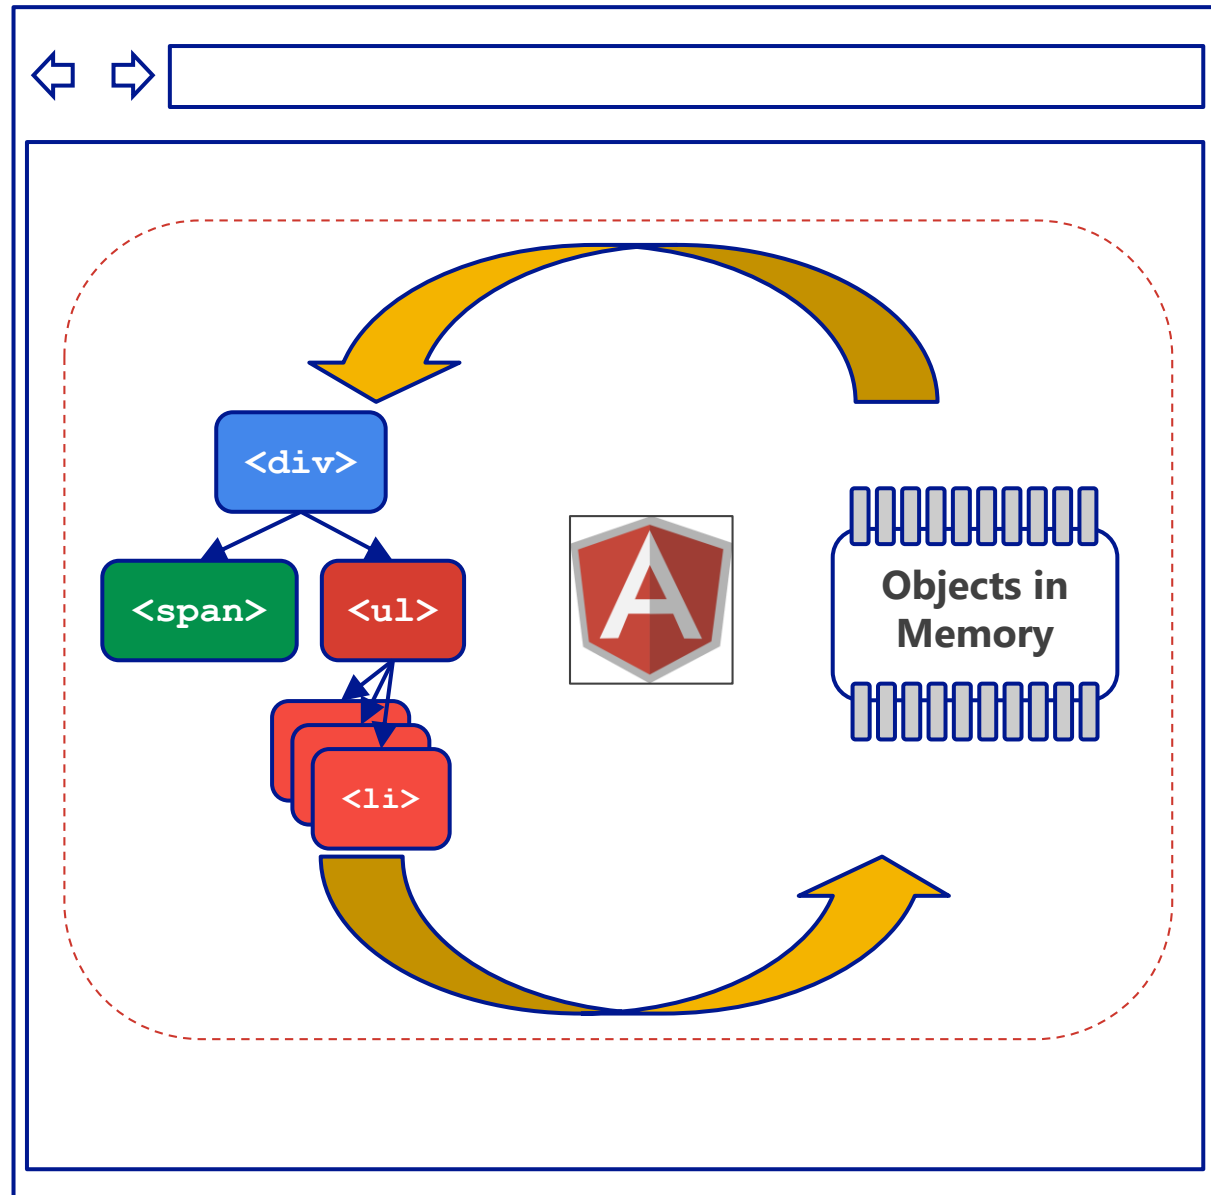 <div>
<span>
<ul>
<li>
Objects in
Memory